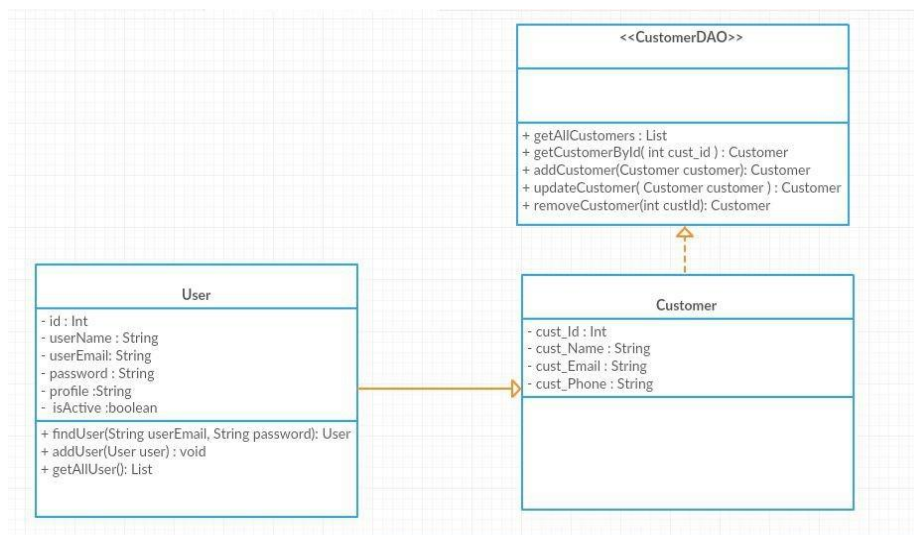 <<CustomerDAO>>
+ getAllCustomers : List
+ getCustomerById( int cust_id ) : Customer
+ addCustomer(Customer customer): Customer
+ updateCustomer( Customer customer ) : Customer
+ removeCustomer(int custId): Customer
User
- id : Int
- userName : String
- userEmail: String
- password : String
- profile :String
- isActive :boolean
+ findUser(String userEmail, String password): User
+ addUser(User user) : void
+ getAllUser(): List
Customer
- cust_Id : Int
- cust_Name : String
- cust_Email : String
- cust_Phone : String